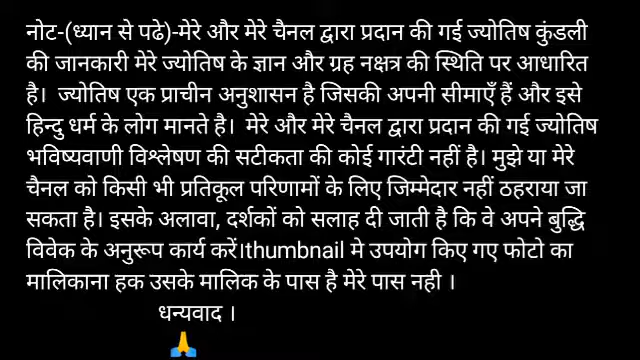 नोट-(ध्यान से पढे)-मेरे और मेरे चैनल द्वारा प्रदान की गई ज्योतिष कुंडली
की जानकारी मेरे ज्योतिष के ज्ञान और ग्रह नक्षत्र की स्थिति पर आधारित
है।  ज्योतिष एक प्राचीन अनुशासन है जिसकी अपनी सीमाएँ हैं और इसे
हिन्दु धर्म के लोग मानते है।  मेरे और मेरे चैनल द्वारा प्रदान की गई ज्योतिष
भविष्यवाणी विश्लेषण की सटीकता की कोई गारंटी नहीं है। मुझे या मेरे
चैनल को किसी भी प्रतिकूल परिणामों के लिए जिम्मेदार नहीं ठहराया जा
सकता है। इसके अलावा, दर्शकों को सलाह दी जाती है कि वे अपने बुद्धि
विवेक के अनुरूप कार्य करें।thumbnail मे उपयोग किए गए फोटो का
मालिकाना हक उसके मालिक के पास है मेरे पास नही ।
धन्यवाद ।
🙏